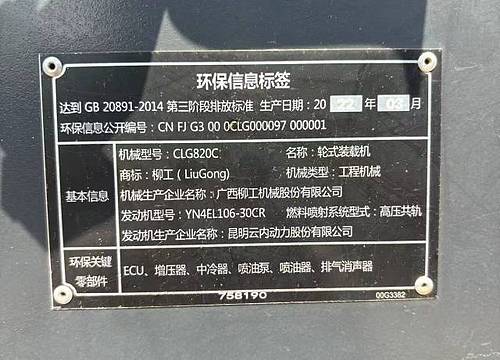 环保信息标签
达到 GB 20891-2014 第三阶段排放标准 生产日期：20 22 年 03 月
环保信息公开编号：CN FJ G3 00 0CLG000097 000001
机械型号：CLG820C 名称：轮式装载机
商标：柳工（LiuGong） 机械类型：工程机械
基本信息 机械生产企业名称：广西柳工机械股份有限公司
发动机型号：YN4EL106-30CR 燃料喷射系统型式：高压共轨
发动机生产企业名称：昆明云内动力股份有限公司
环保关键
零部件
ECU、增压器、中冷器、喷油泵、喷油器、排气消声器
758190 00G3382